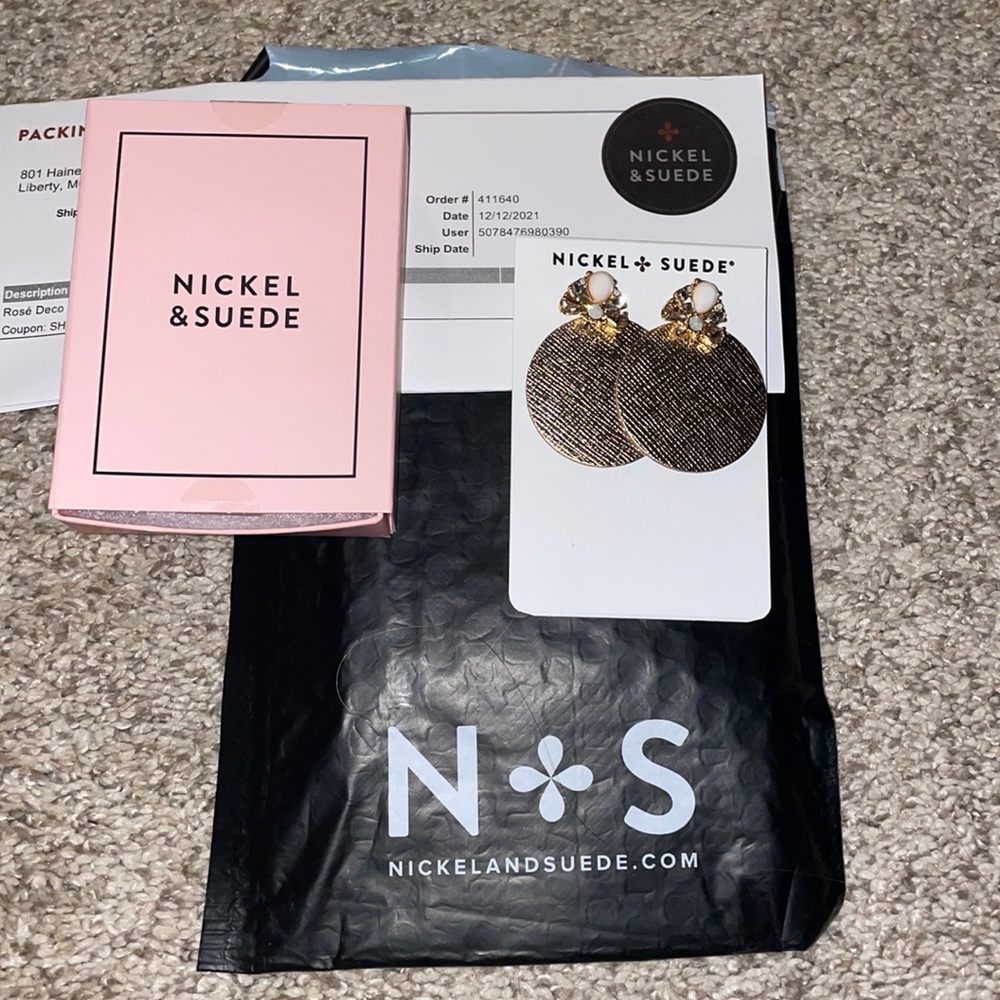 PACKIN
801 Haine
Liberty, M
Ship
Order # 411640
Date 12/12/2021
User 5078476980390
Ship Date
Description
Rosé Deco
Coupon: SH
NICKEL
&SUEDE
NICKEL
&SUEDE
NICKEL SUEDE®
N S
NICKELANDSUEDE.COM